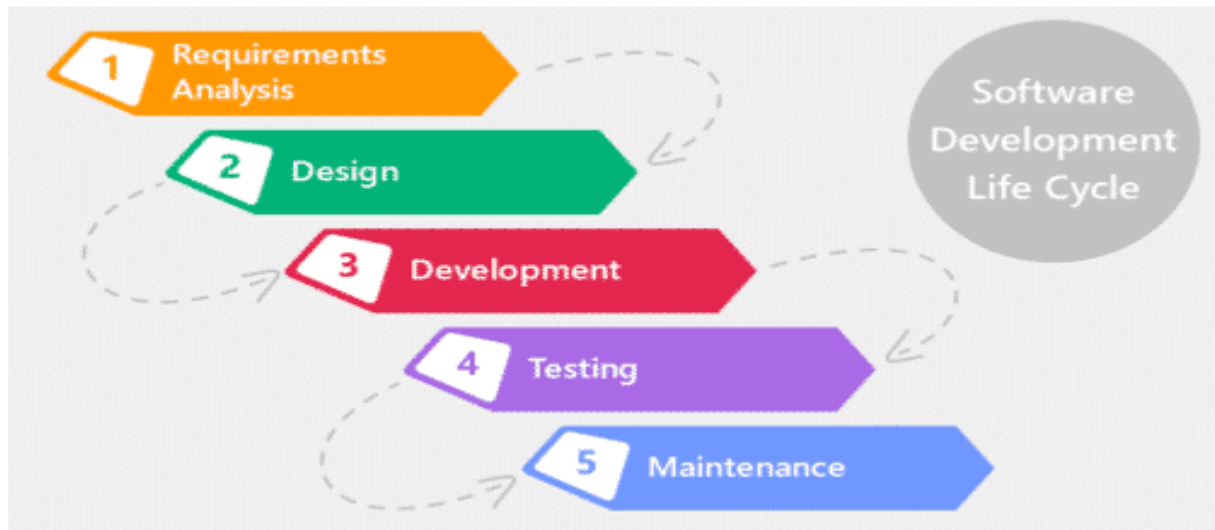 1 Requirements
Analysis
2 Design
3 Development
4 Testing
5 Maintenance
Software
Development
Life Cycle